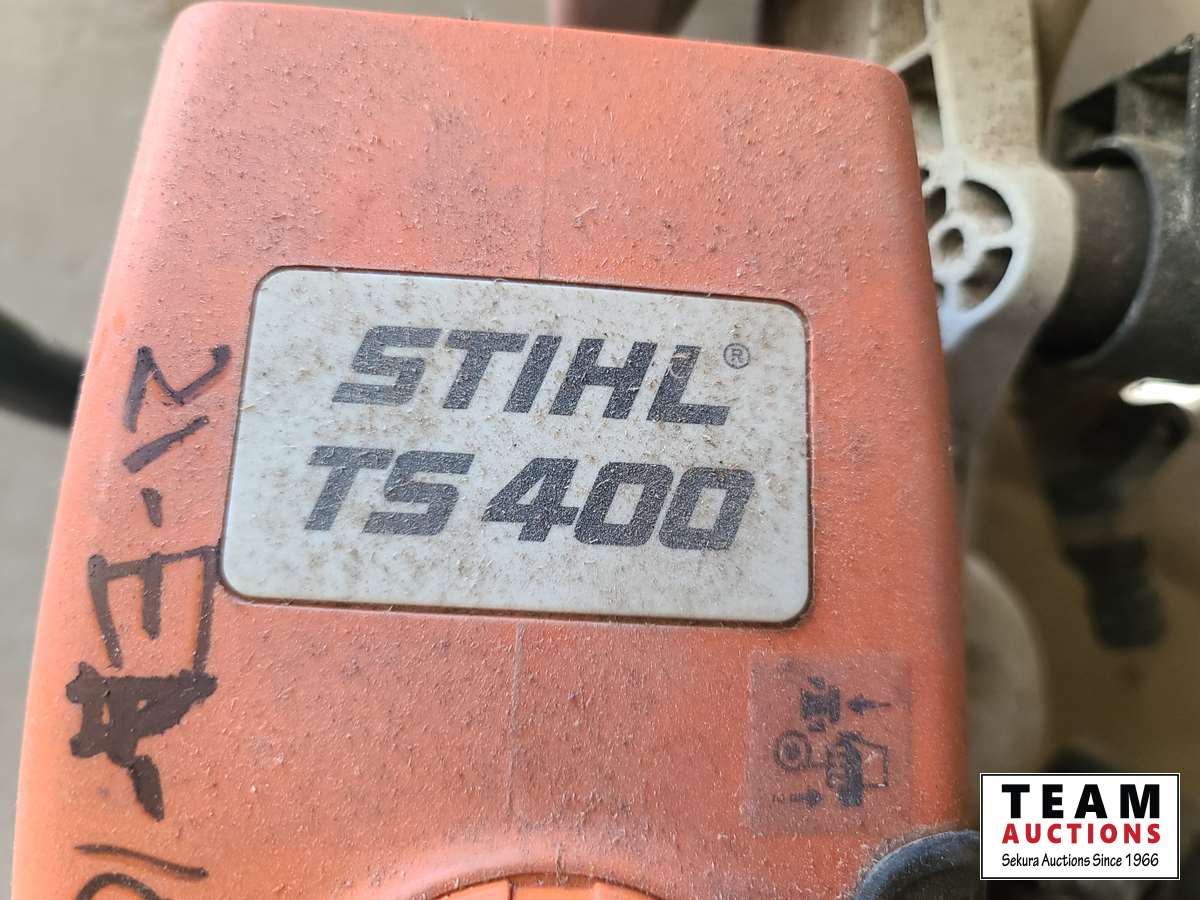 STIHL®
TS 400
TEAM
AUCTIONS
Sekura Auctions Since 1966